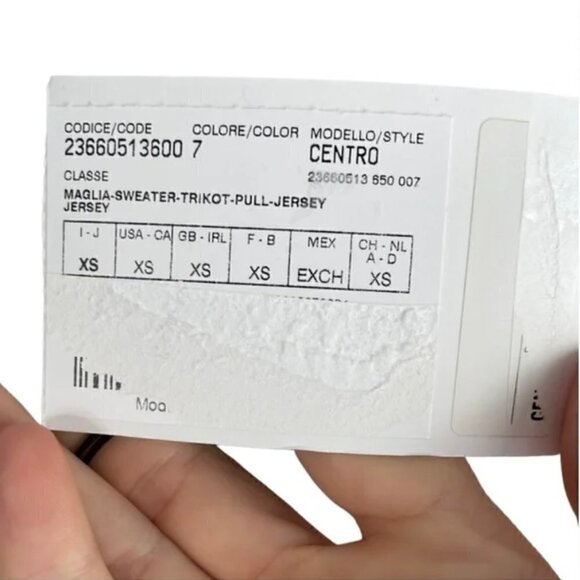 CODICE/CODE COLORE/COLOR MODELLO/STYLE
23660513600 7 CENTRO
23660513 650 007
CLASSE
MAGLIA-SWEATER-TRIKOT-PULL-JERSEY
JERSEY
I - J USA - CA GB - IRL F - B MEX CH - NL
A - D
XS XS XS XS EXCH XS